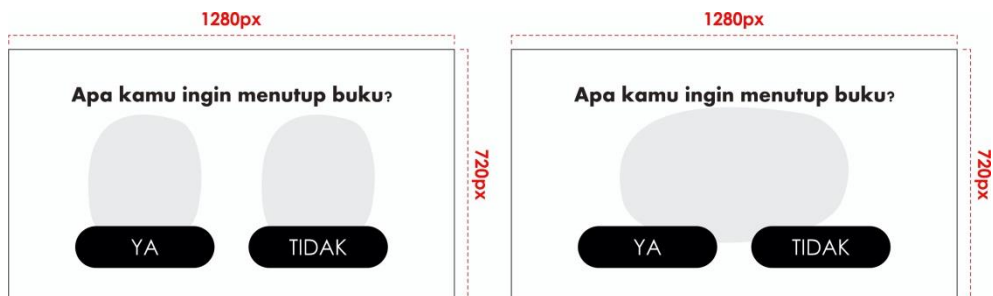 1280px
Apa kamu ingin menutup buku?
720px
YA
TIDAK
1280px
Apa kamu ingin menutup buku?
720px
YA
TIDAK